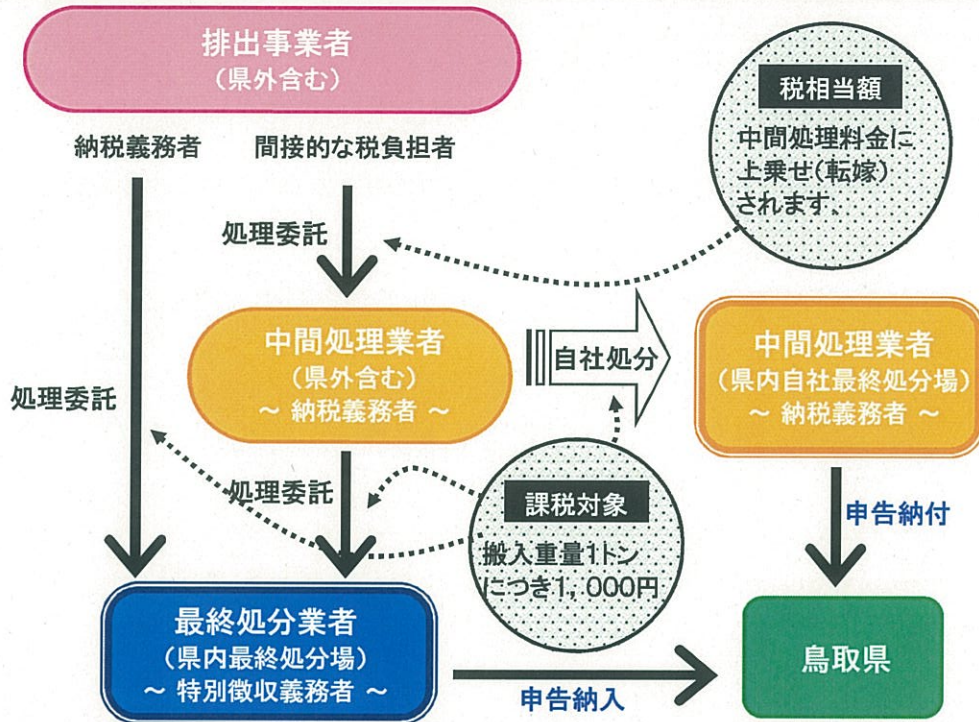 排出事業者
（県外含む）
納税義務者
間接的な税負担者
税相当額
中間処理料金に
上乗せ（転嫁）
されます。
処理委託
中間処理業者
（県外含む）
～ 納税義務者 ～
自社処分
中間処理業者
（県内自社最終処分場）
～ 納税義務者 ～
処理委託
処理委託
課税対象
搬入重量1トン
につき1，000円
申告納付
最終処分業者
（県内最終処分場）
～ 特別徴収義務者 ～
申告納入
鳥取県